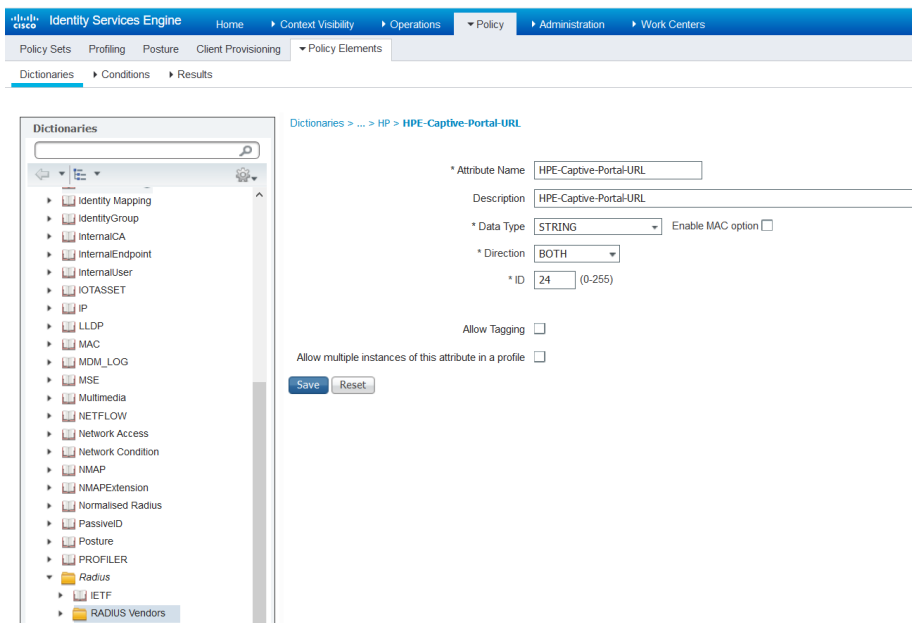 cisco Identity Services Engine Home Context Visibility Operations Policy Administration Work Centers
Policy Sets Profiling Posture Client Provisioning Policy Elements
Dictionaries Conditions Results
Dictionaries
Dictionaries > ... > HP > HPE-Captive-Portal-URL
* Attribute Name HPE-Captive-Portal-URL
Description HPE-Captive-Portal-URL
* Data Type STRING Enable MAC option
* Direction BOTH
* ID 24 (0-255)
Allow Tagging
Allow multiple instances of this attribute in a profile
Save Reset
Identity Mapping
IdentityGroup
InternalCA
InternalEndpoint
InternalUser
IOTASSET
IP
LLDP
MAC
MDM_LOG
MSE
Multimedia
NETFLOW
Network Access
Network Condition
NMAP
NMAPExtension
Normalised Radius
PassiveID
Posture
PROFILER
Radius
IETF
RADIUS Vendors